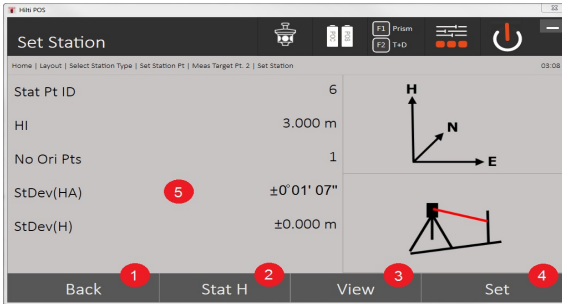 Hilti POS
Set Station
POC
POS
F1 Prism
F2 T+D
Home | Layout | Select Station Type | Set Station Pt | Meas Target Pt. 2 | Set Station
03:08
Stat Pt ID 6
HI 3.000 m
No Ori Pts 1
StDev(HA) 5 ±0°01' 07"
StDev(H) ±0.000 m
H
N
E
1 2 3 4
Back Stat H View Set